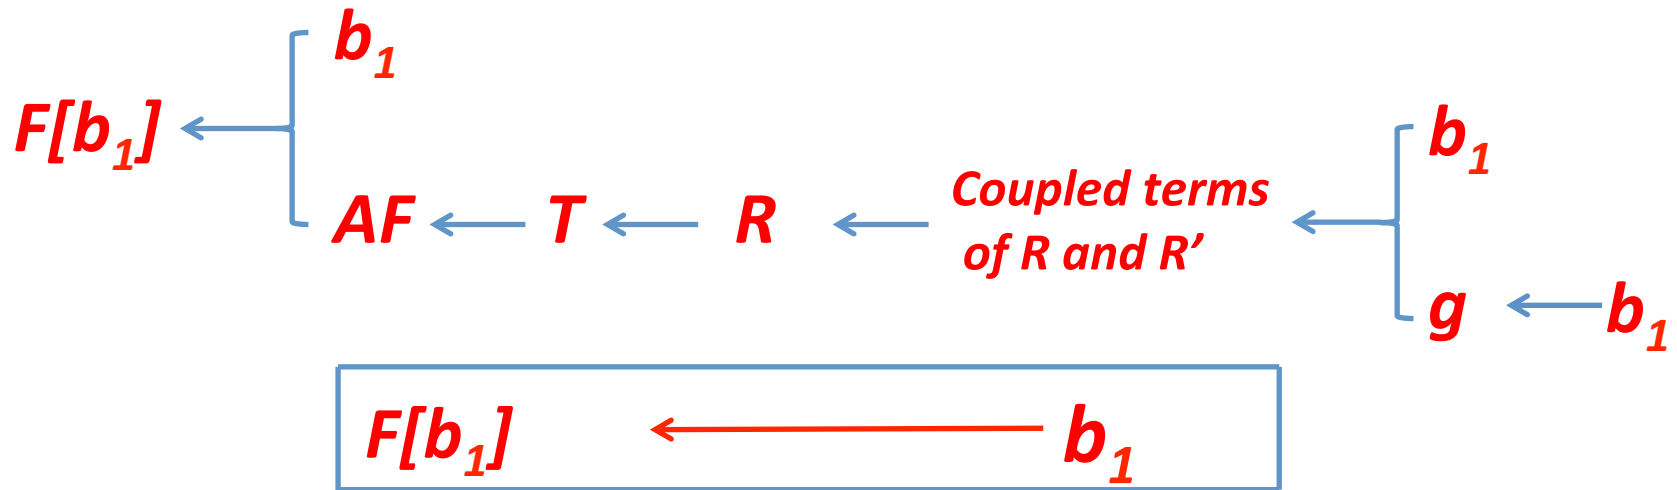 b₁
F[b₁]
b₁
AF T R Coupled terms
of R and R’
g b₁
F[b₁] b₁